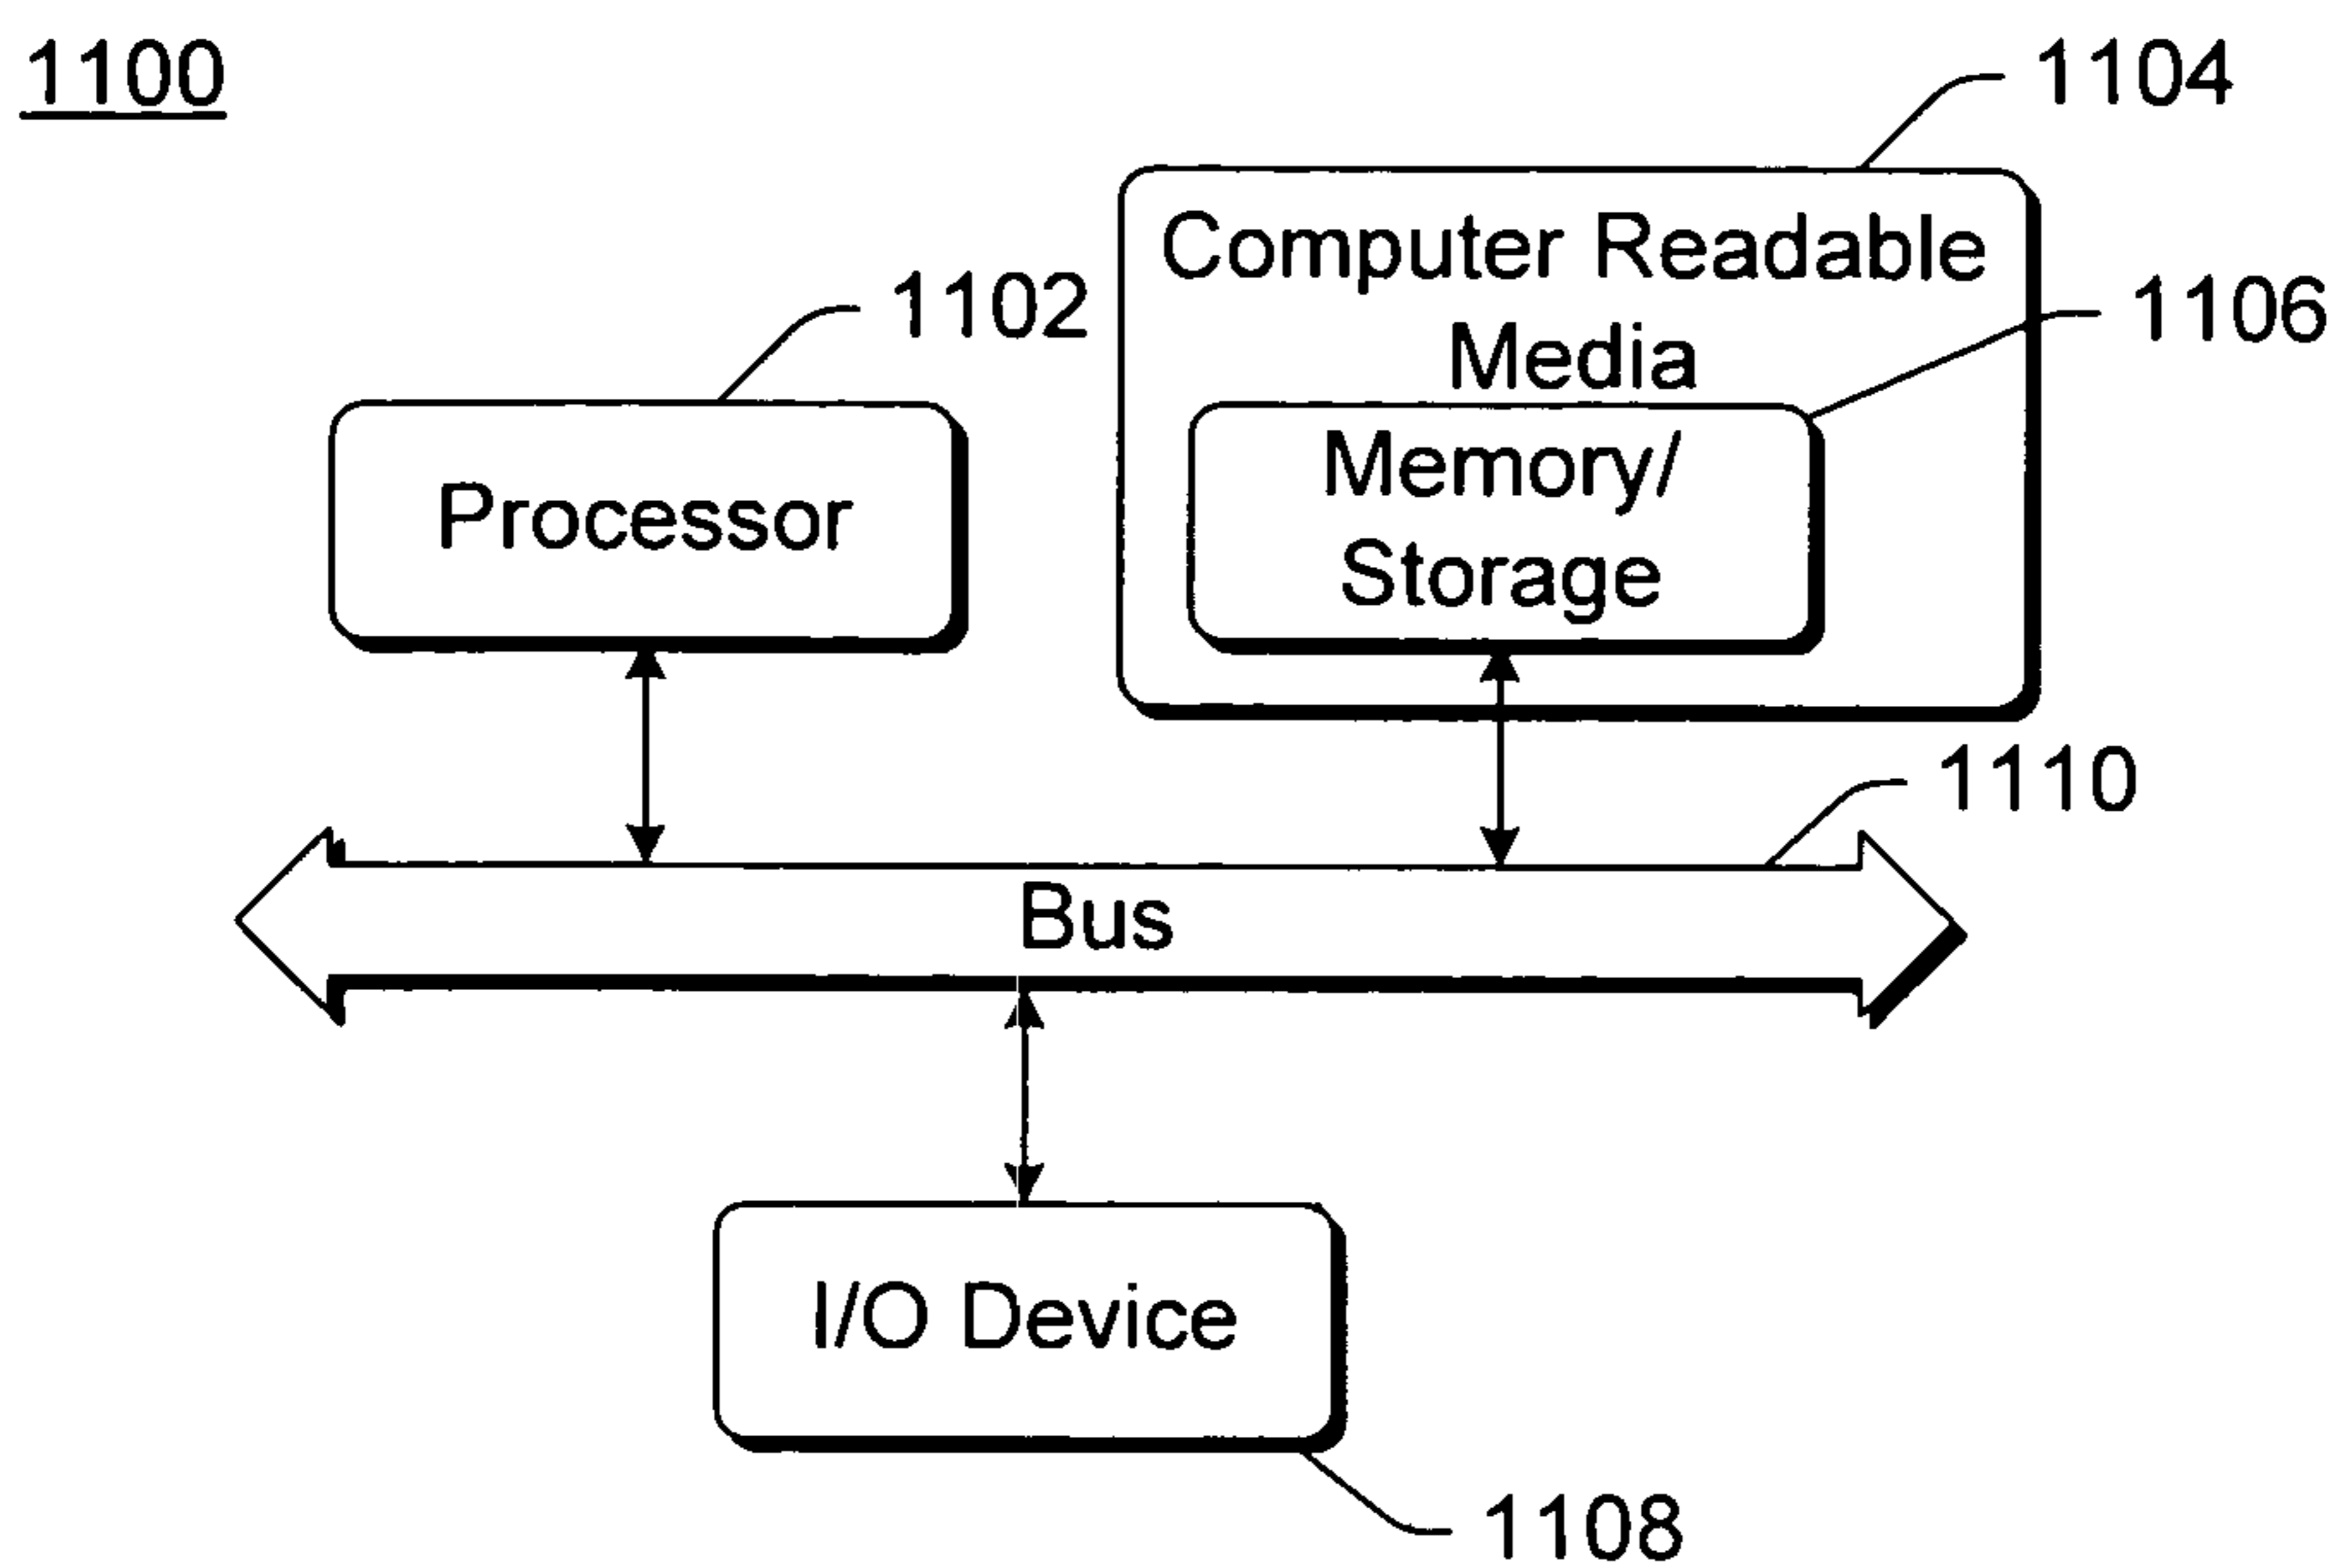 1100
1104
Computer Readable
Media
1102
1106
Processor
Memory/
Storage
1110
Bus
I/O Device
1108